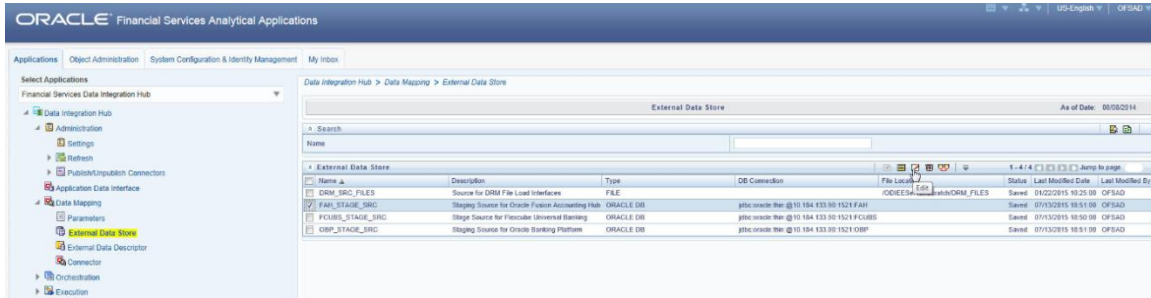 ORACLE Financial Services Analytical Applications
US-English
OFSAD
Applications Object Administration System Configuration & Identity Management My Inbox
Select Applications
Financial Services Data Integration Hub
Data Integration Hub
Administration
Settings
Refresh
Publish/Unpublish Connectors
Application Data Interface
Data Mapping
Parameters
External Data Store
External Data Descriptor
Connector
Orchestration
Execution
Data Integration Hub > Data Mapping > External Data Store
External Data Store As of Date:
Search
Name
External Data Store 1 - 4 / 4 Jump to page
Name Description Type DB Connection File Locat Status Last Modified Date Last Modified By
Edit
DRM_SRC_FILES Source for DRM File Load Interfaces FILE Saved 01/22/2015 10:25:00 OFSAD
FAH_STAGE_SRC Staging Source for Oracle Fusion Accounting Hub ORACLE DB jdbc:oracle:thin:@10.184.133.90:1521:FAH Saved 07/13/2015 18:51:00 OFSAD
FCUBS_STAGE_SRC Stage Source for Flexcube Universal Banking ORACLE DB jdbc:oracle:thin:@10.184.133.90:1521:FCUBS Saved 07/13/2015 18:50:00 OFSAD
OBP_STAGE_SRC Staging Source for Oracle Banking Platform ORACLE DB jdbc:oracle:thin:@10.184.133.90:1521:OBP Saved 07/13/2015 18:51:00 OFSAD